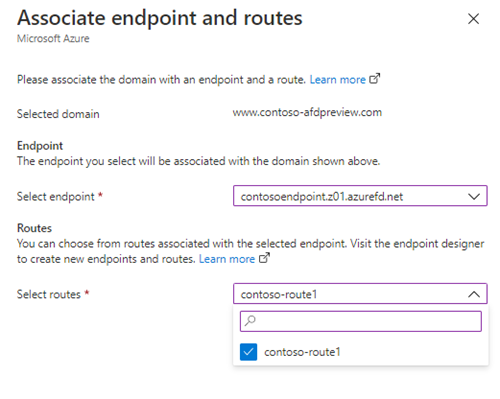 Associate endpoint and routes
Microsoft Azure
Please associate the domain with an endpoint and a route. Learn more
Selected domain www.contoso-afdpreview.com
Endpoint
The endpoint you select will be associated with the domain shown above.
Select endpoint * contosoendpoint.z01.azurefd.net
Routes
You can choose from routes associated with the selected endpoint. Visit the endpoint designer
to create new endpoints and routes. Learn more
Select routes * contoso-route1
contoso-route1